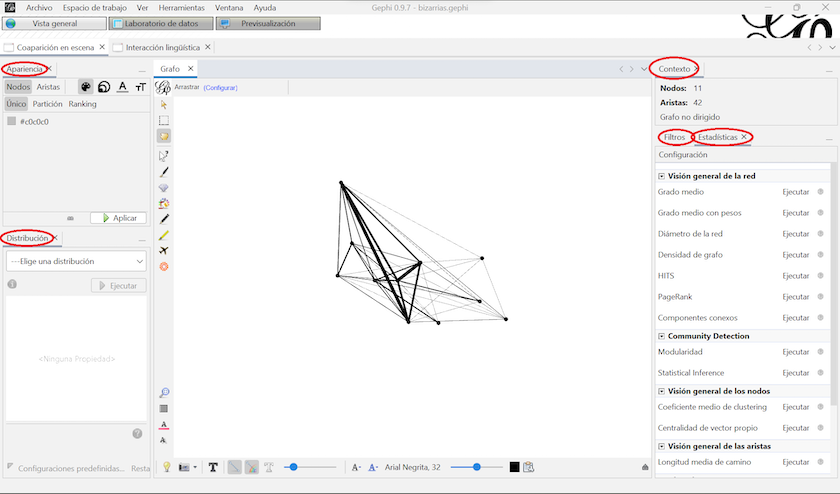 Archivo Espacio de trabajo Ver Herramientas Ventana Ayuda
Gephi 0.9.7 - bizarrias.gephi
Vista general
Laboratorio de datos
Previsualización
Coaparición en escena ×
Interacción lingüística ×
Apariencia ×
Nodos Aristas
Único Partición Ranking
#c0c0c0
Aplicar
Distribución ×
---Elige una distribución
Ejecutar
<Ninguna Propiedad>
Configuraciones predefinidas... Resta
Grafo ×
Arrastrar (Configurar)
Arial Negrita, 32
Contexto ×
Nodos: 11
Aristas: 42
Grafo no dirigido
Filtros Estadísticas ×
Configuración
Visión general de la red
Grado medio Ejecutar
Grado medio con pesos Ejecutar
Diámetro de la red Ejecutar
Densidad de grafo Ejecutar
HITS Ejecutar
PageRank Ejecutar
Componentes conexos Ejecutar
Community Detection
Modularidad Ejecutar
Statistical Inference Ejecutar
Visión general de los nodos
Coeficiente medio de clustering Ejecutar
Centralidad de vector propio Ejecutar
Visión general de las aristas
Longitud media de camino Ejecutar